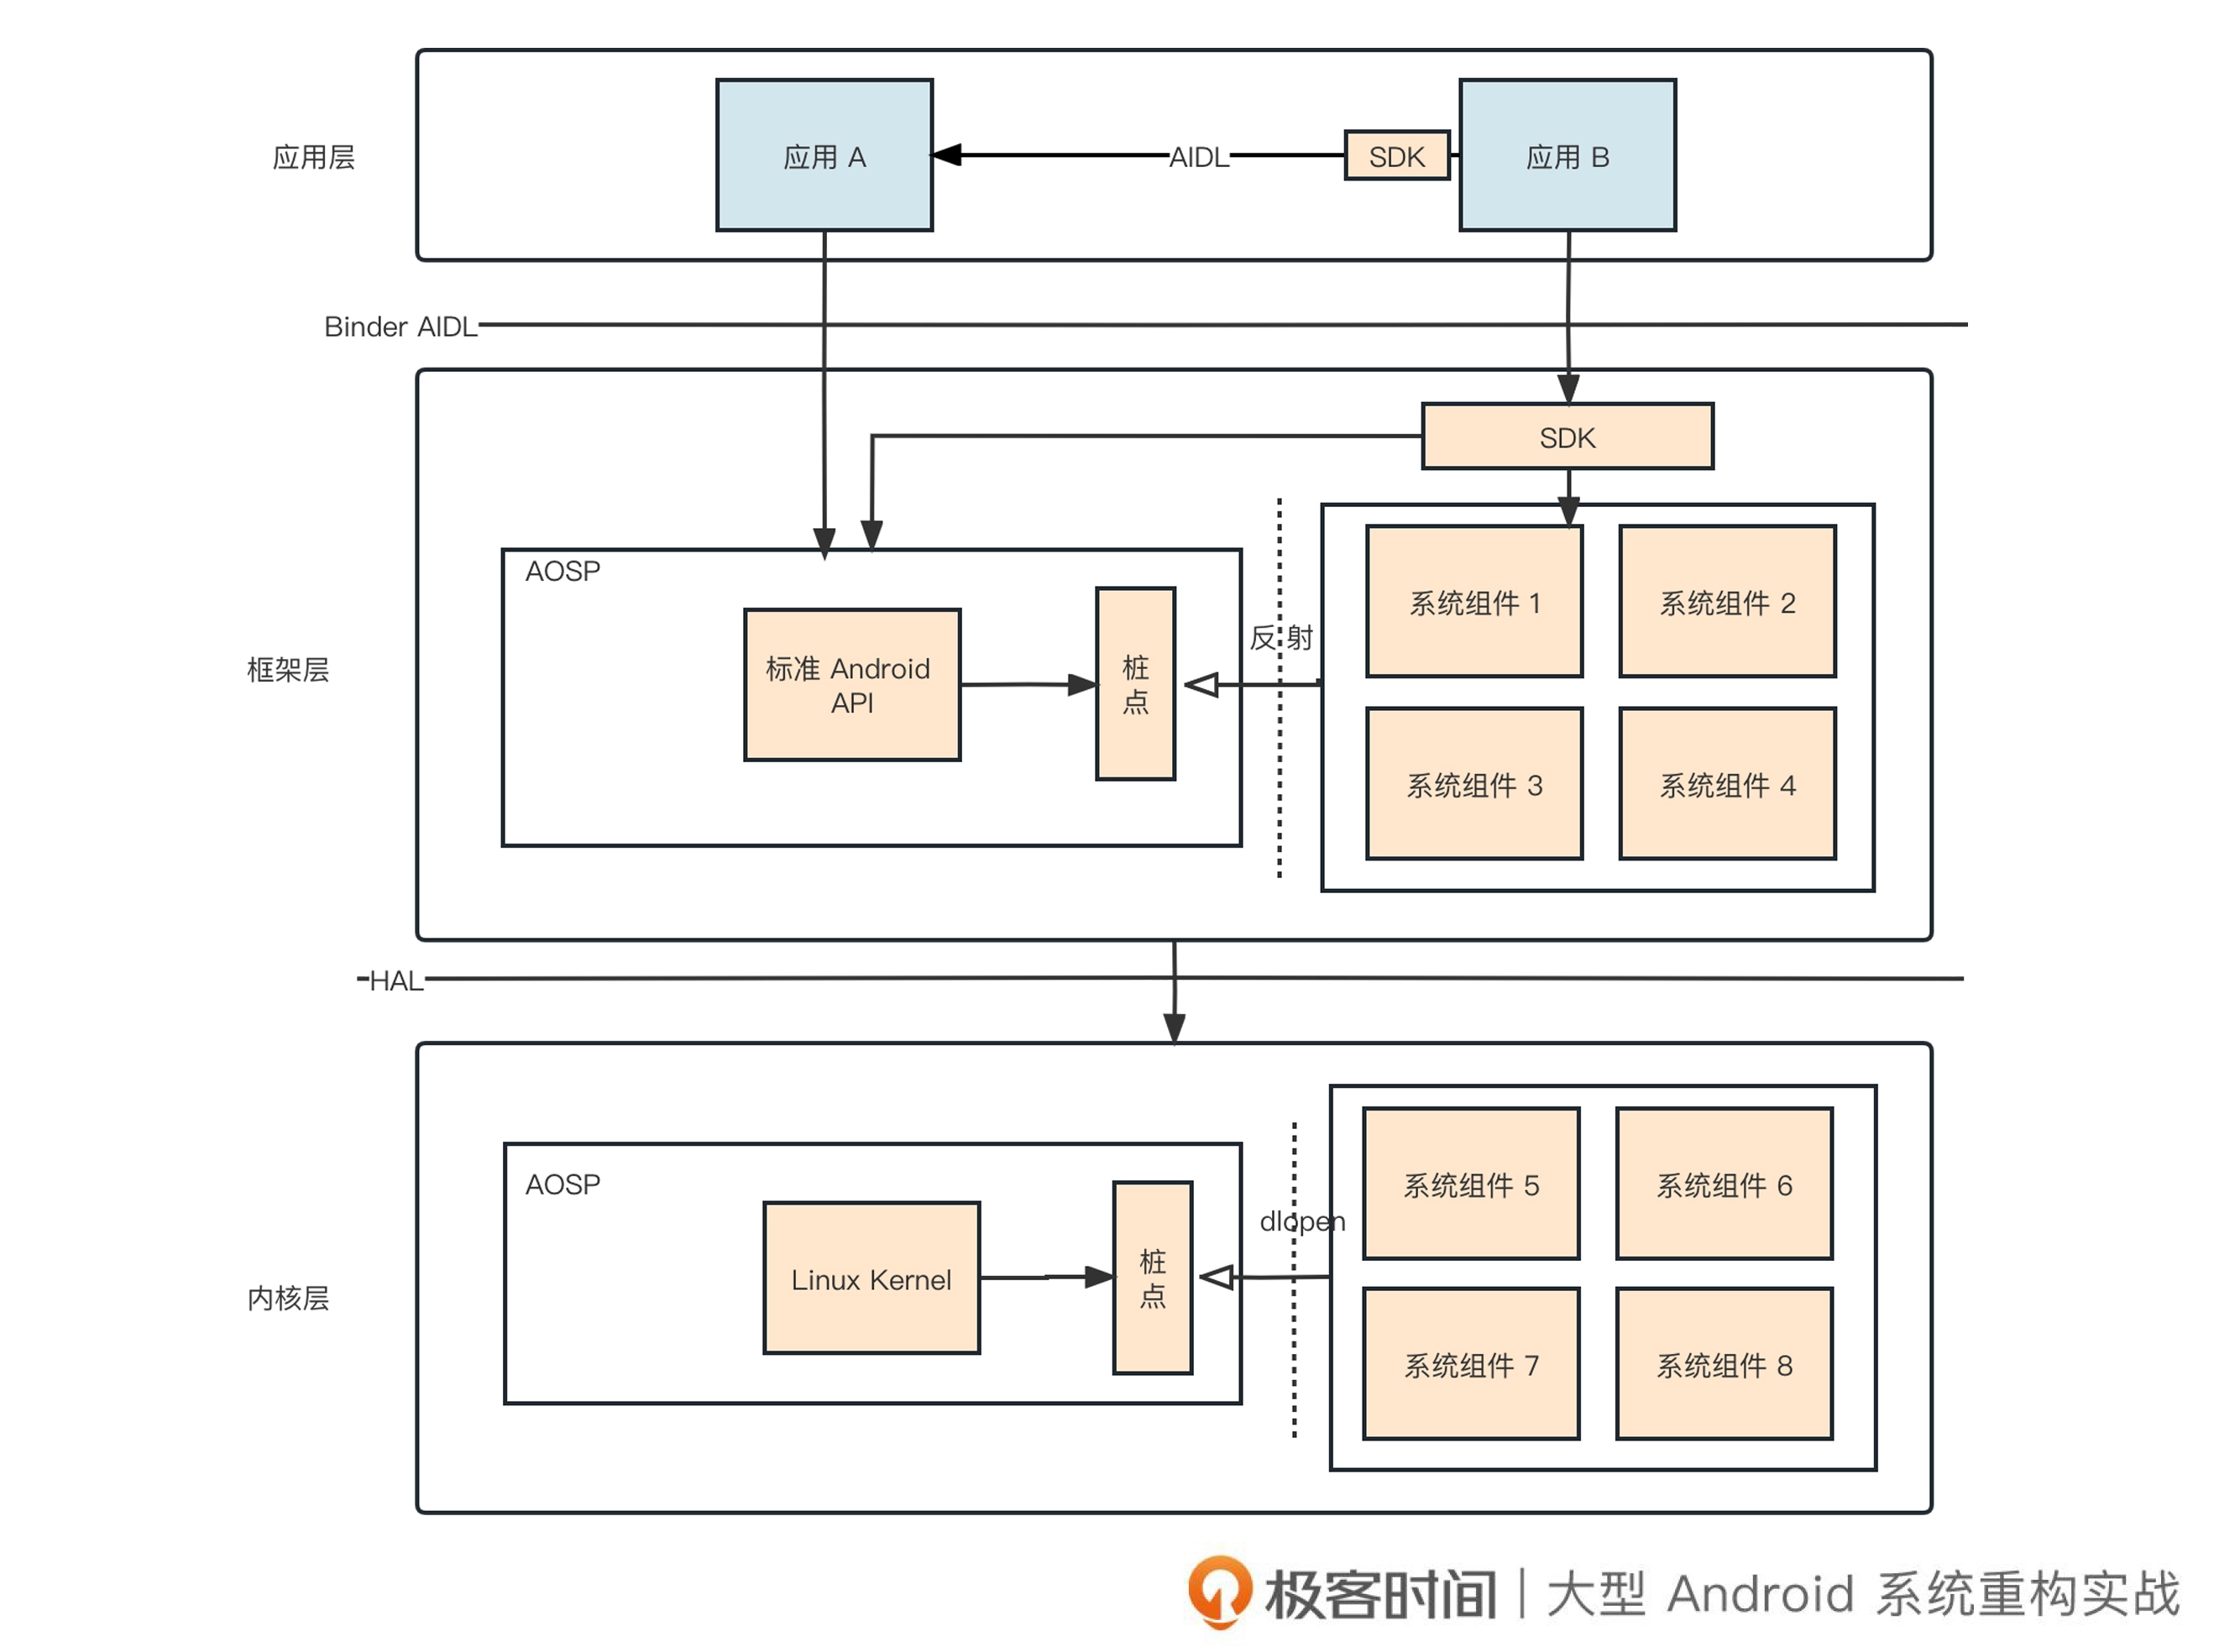 应用层
应用 A
AIDL
SDK
应用 B
Binder AIDL
SDK
框架层
AOSP
标准 Android
API
桩
点
反射
系统组件 1
系统组件 2
系统组件 3
系统组件 4
HAL
内核层
AOSP
Linux Kernel
桩
点
dlopen
系统组件 5
系统组件 6
系统组件 7
系统组件 8
极客时间 | 大型 Android 系统重构实战